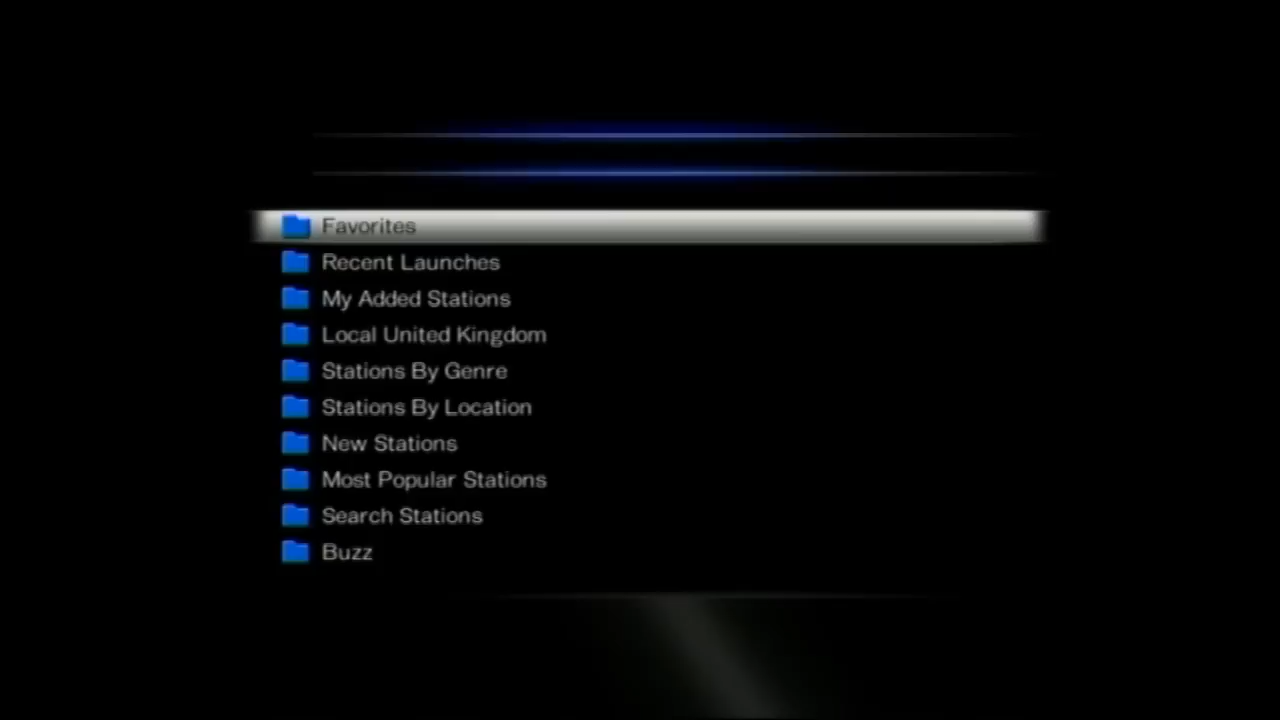 Favorites
Recent Launches
My Added Stations
Local United Kingdom
Stations By Genre
Stations By Location
New Stations
Most Popular Stations
Search Stations
Buzz